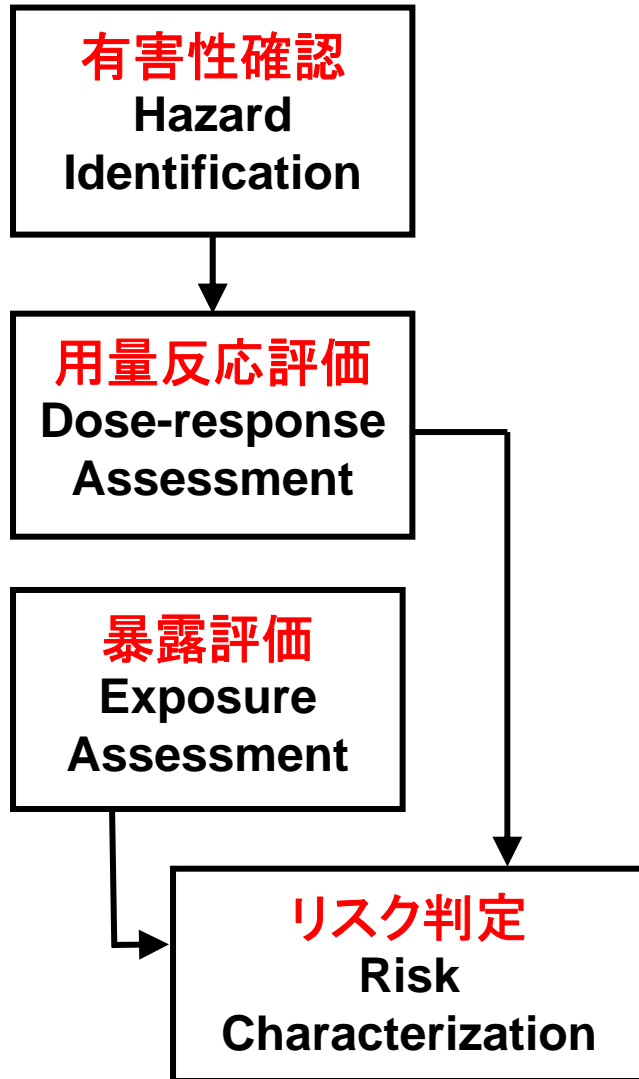 有害性確認
Hazard
Identification
用量反応評価
Dose-response
Assessment
暴露評価
Exposure
Assessment
リスク判定
Risk
Characterization